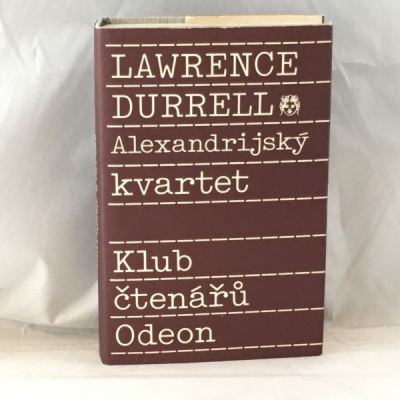 LAWRENCE
DURRELL
Alexandrijský
kvartet
Klub
čtenářů
Odeon